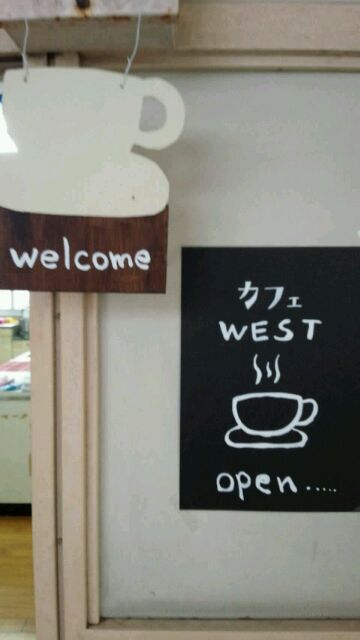 welcome
カフェ
WEST
open.....